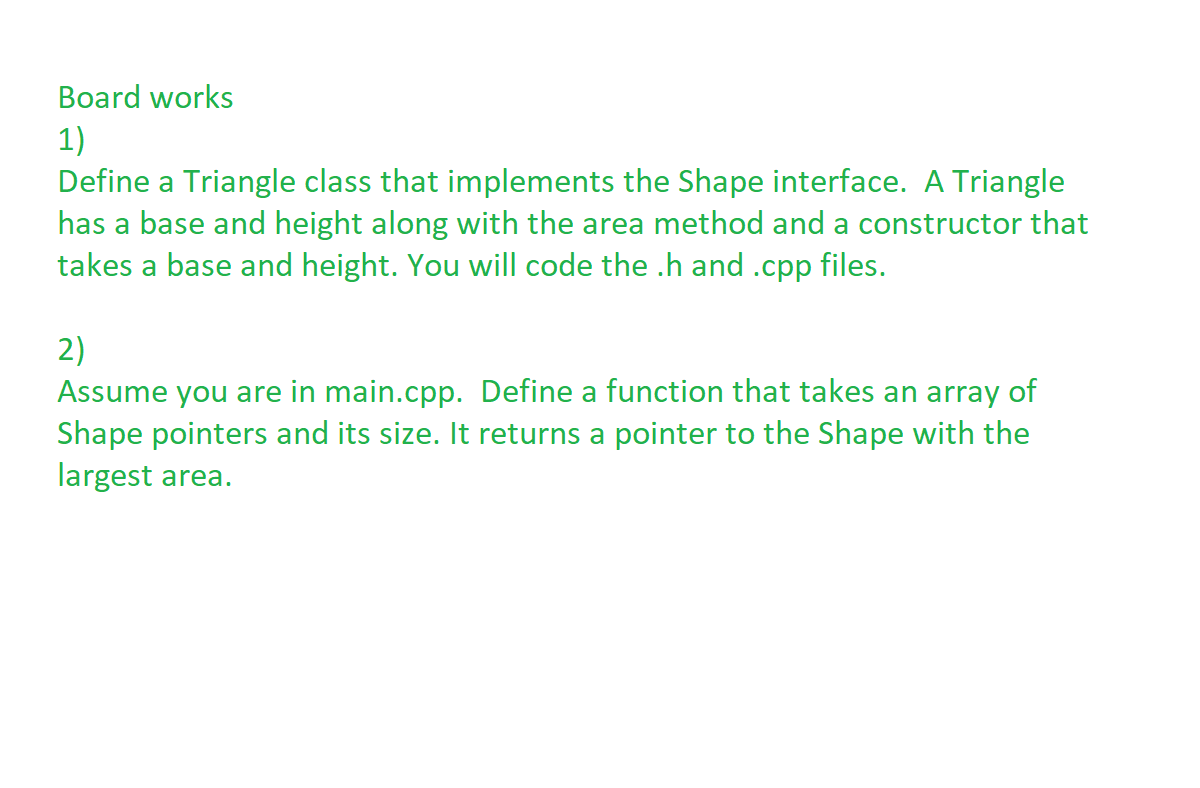 Board works
1)
Define a Triangle class that implements the Shape interface.  A Triangle
has a base and height along with the area method and a constructor that
takes a base and height. You will code the .h and .cpp files.
2)
Assume you are in main.cpp.  Define a function that takes an array of
Shape pointers and its size. It returns a pointer to the Shape with the
largest area.